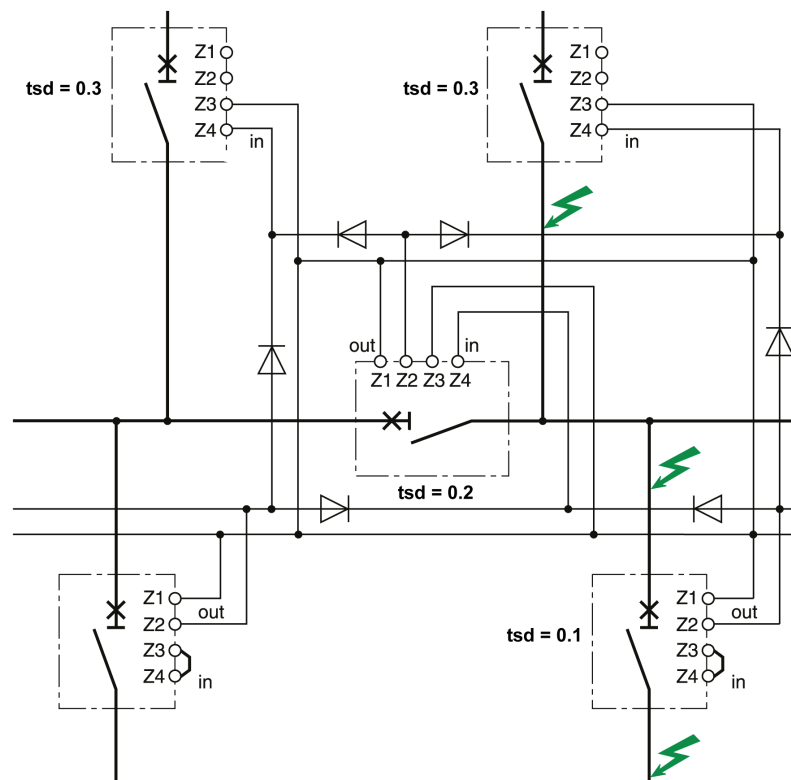 Z1
Z2
tsd = 0.3
Z3
Z4
in
Z1
Z2
tsd = 0.3
Z3
Z4
in
out
in
Z1 Z2 Z3 Z4
tsd = 0.2
Z1
out
Z2
Z3
Z4
in
Z1
out
Z2
tsd = 0.1
Z3
Z4
in